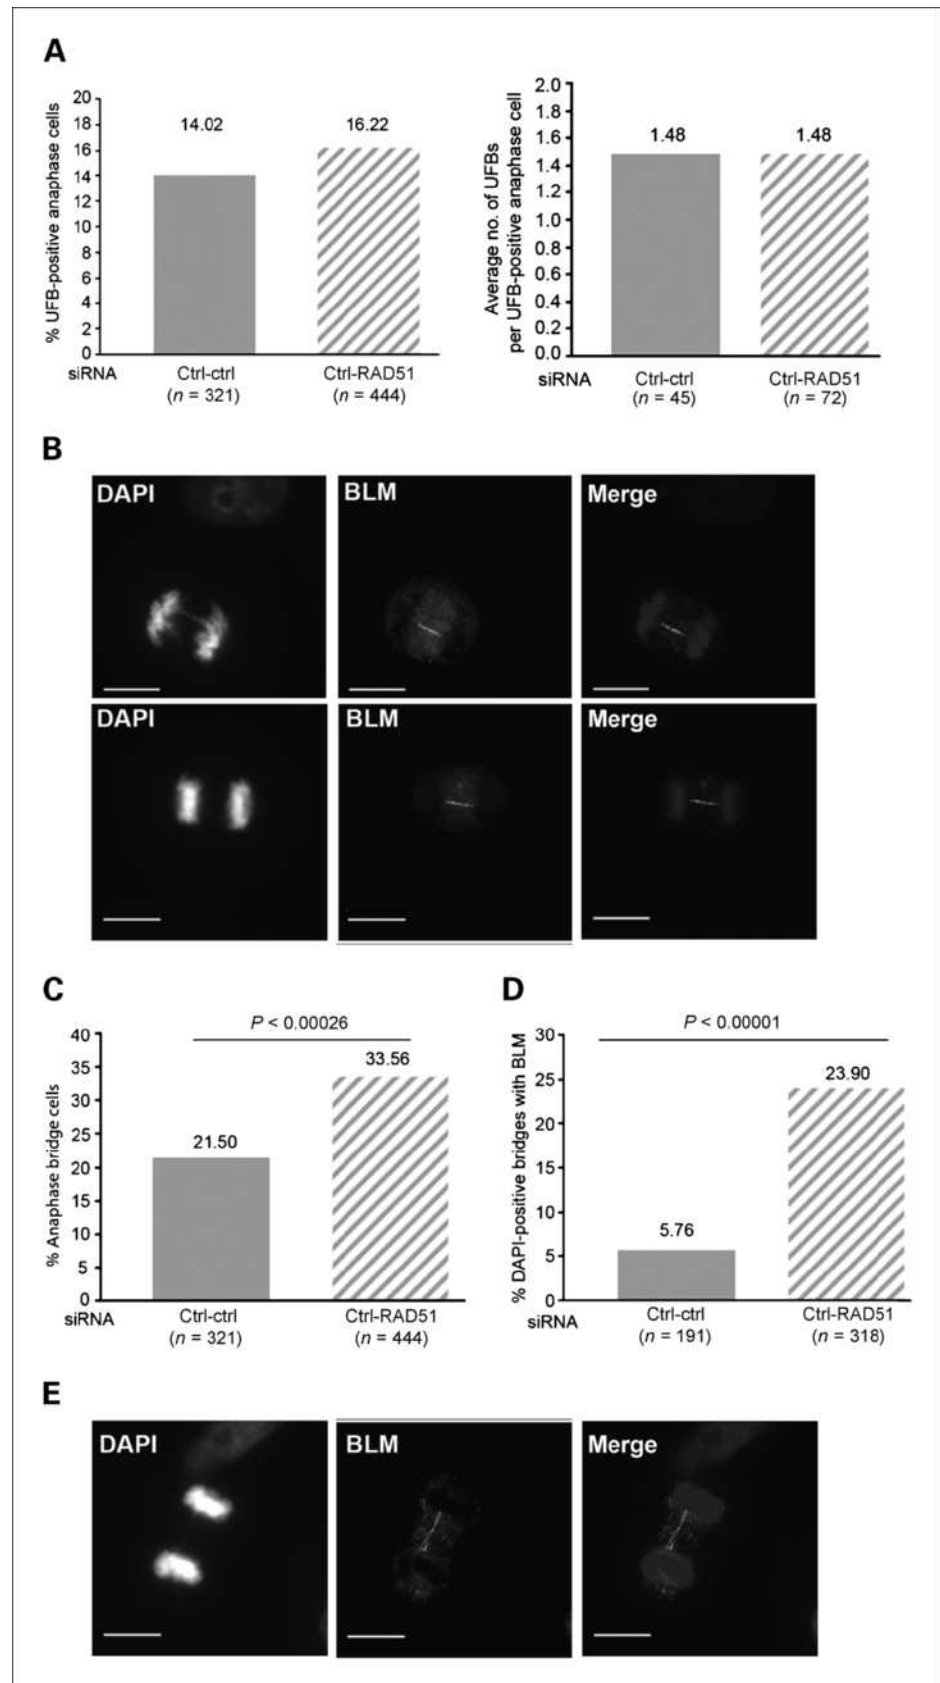 A
% UFB-positive anaphase cells
20
18
16
14
12
10
8
6
4
2
0
14.02
16.22
siRNA
Ctrl-ctrl
(n = 321)
Ctrl-RAD51
(n = 444)
Average no. of UFBs
per UFB-positive anaphase cell
2.0
1.8
1.6
1.4
1.2
1.0
0.8
0.6
0.4
0.2
0.0
1.48
1.48
siRNA
Ctrl-ctrl
(n = 45)
Ctrl-RAD51
(n = 72)
B
DAPI
BLM
Merge
DAPI
BLM
Merge
C
% Anaphase bridge cells
40
35
30
25
20
15
10
5
0
P < 0.00026
21.50
33.56
siRNA
Ctrl-ctrl
(n = 321)
Ctrl-RAD51
(n = 444)
D
% DAPI-positive bridges with BLM
30
25
20
15
10
5
0
P < 0.00001
5.76
23.90
siRNA
Ctrl-ctrl
(n = 191)
Ctrl-RAD51
(n = 318)
E
DAPI
BLM
Merge